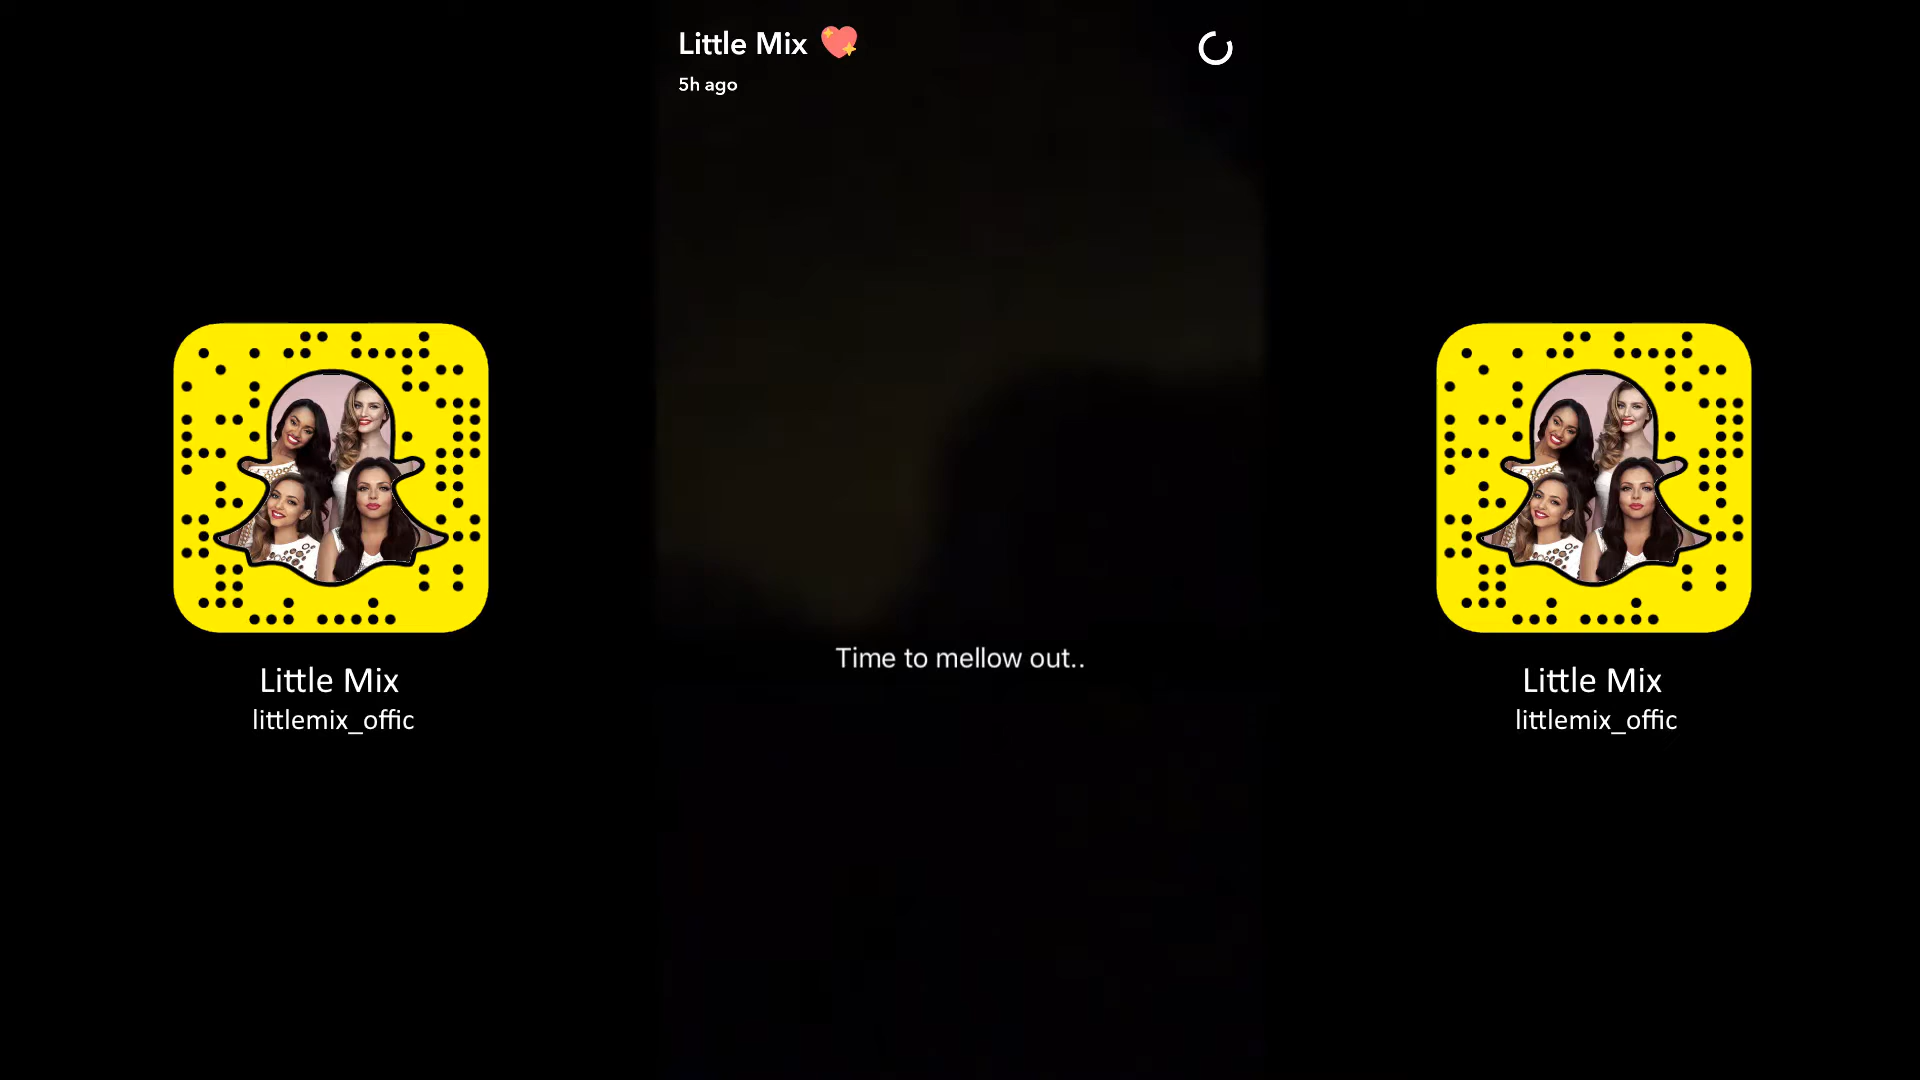 Little Mix 💖
5h ago
Time to mellow out..
Little Mix
littlemix_offic
Little Mix
littlemix_offic